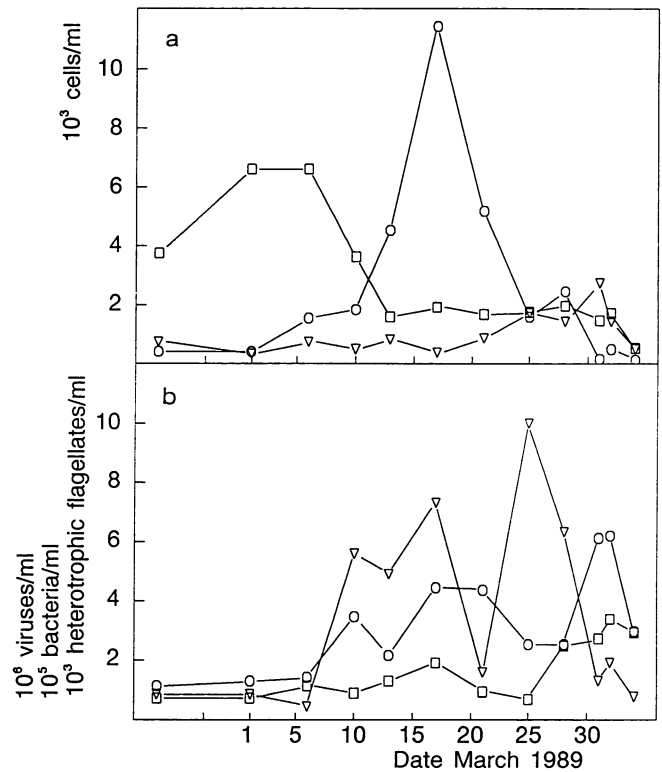 a
10³ cells/ml
10
8
6
4
2
b
10⁶ viruses/ml
10⁵ bacteria/ml
10³ heterotrophic flagellates/ml
10
8
6
4
2
1 5 10 15 20 25 30
Date March 1989